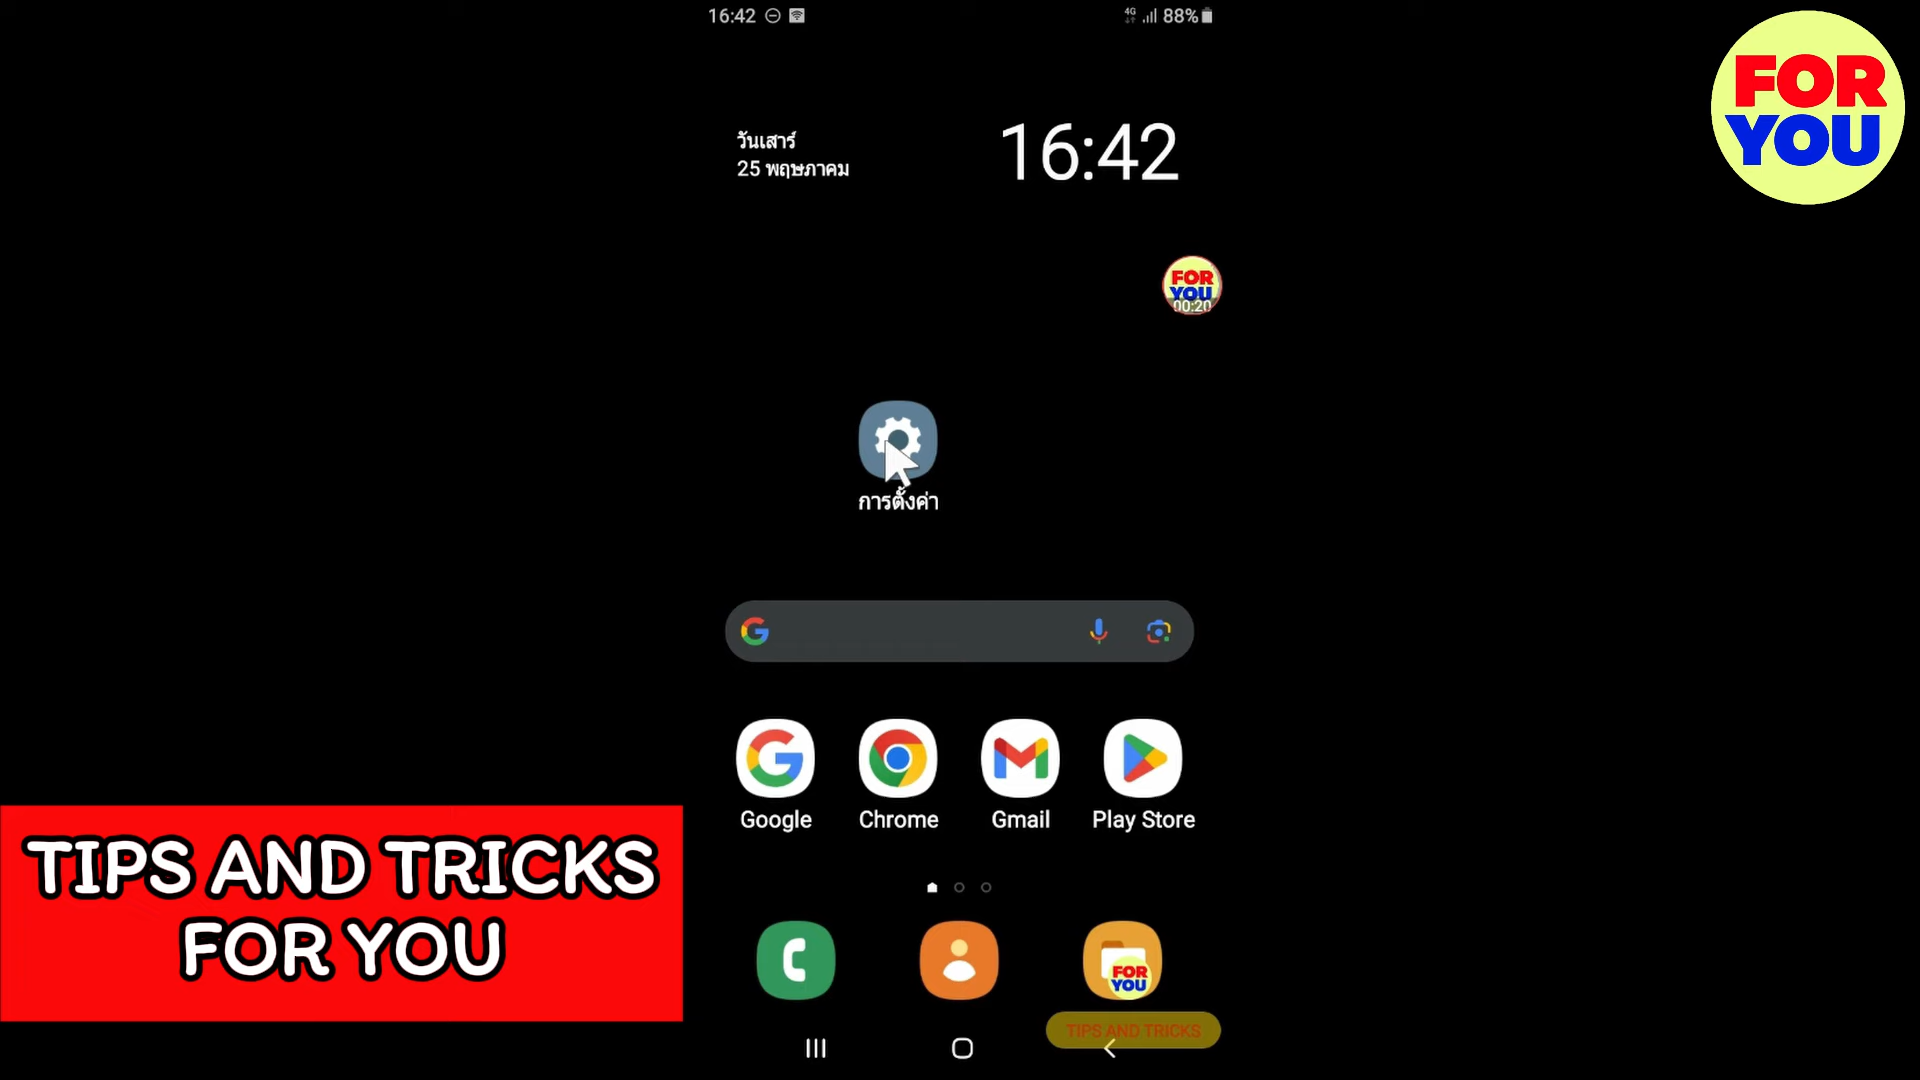 16:42
4G
88%
FOR
YOU
วันเสาร์
25 พฤษภาคม
16:42
FOR
YOU
00:20
การตั้งค่า
Google
Chrome
Gmail
Play Store
TIPS AND TRICKS
FOR YOU
FOR
YOU
TIPS AND TRICKS